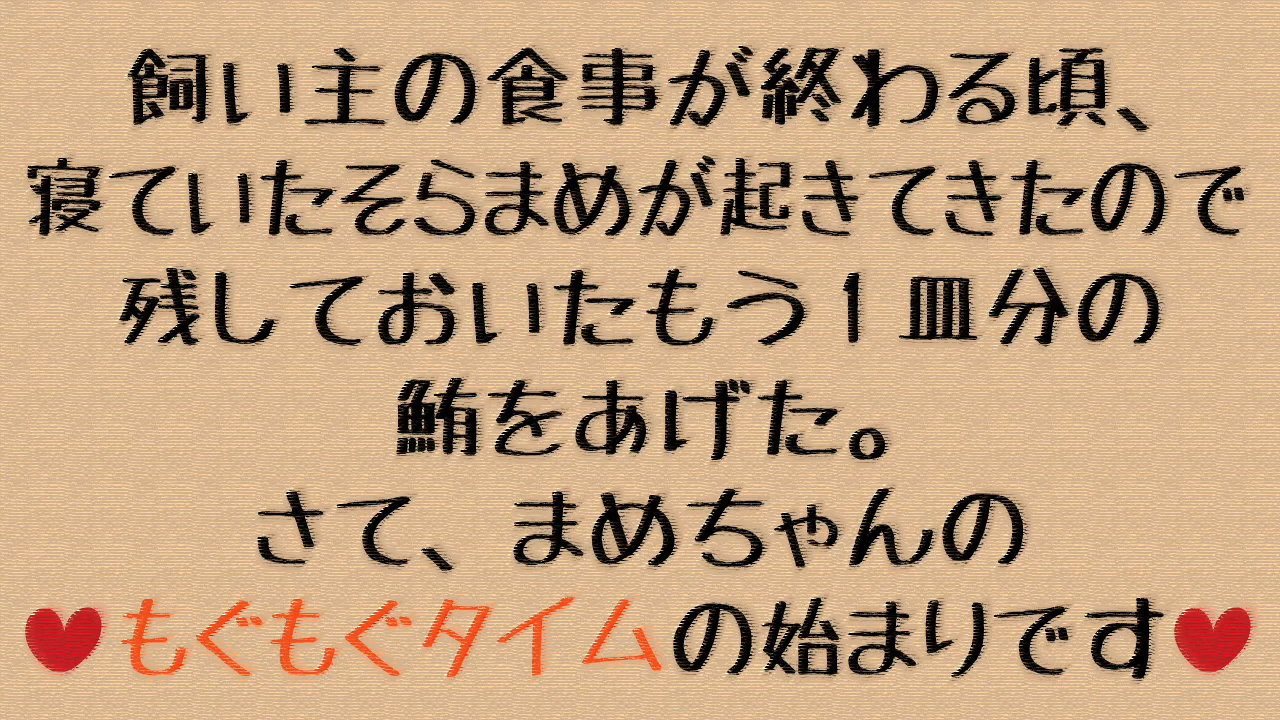 飼い主の食事が終わる頃、
寝ていたそらまめが起きてきたので
残しておいたもう１皿分の
鮪をあげた。
さて、まめちゃんの
♥もぐもぐタイムの始まりです♥